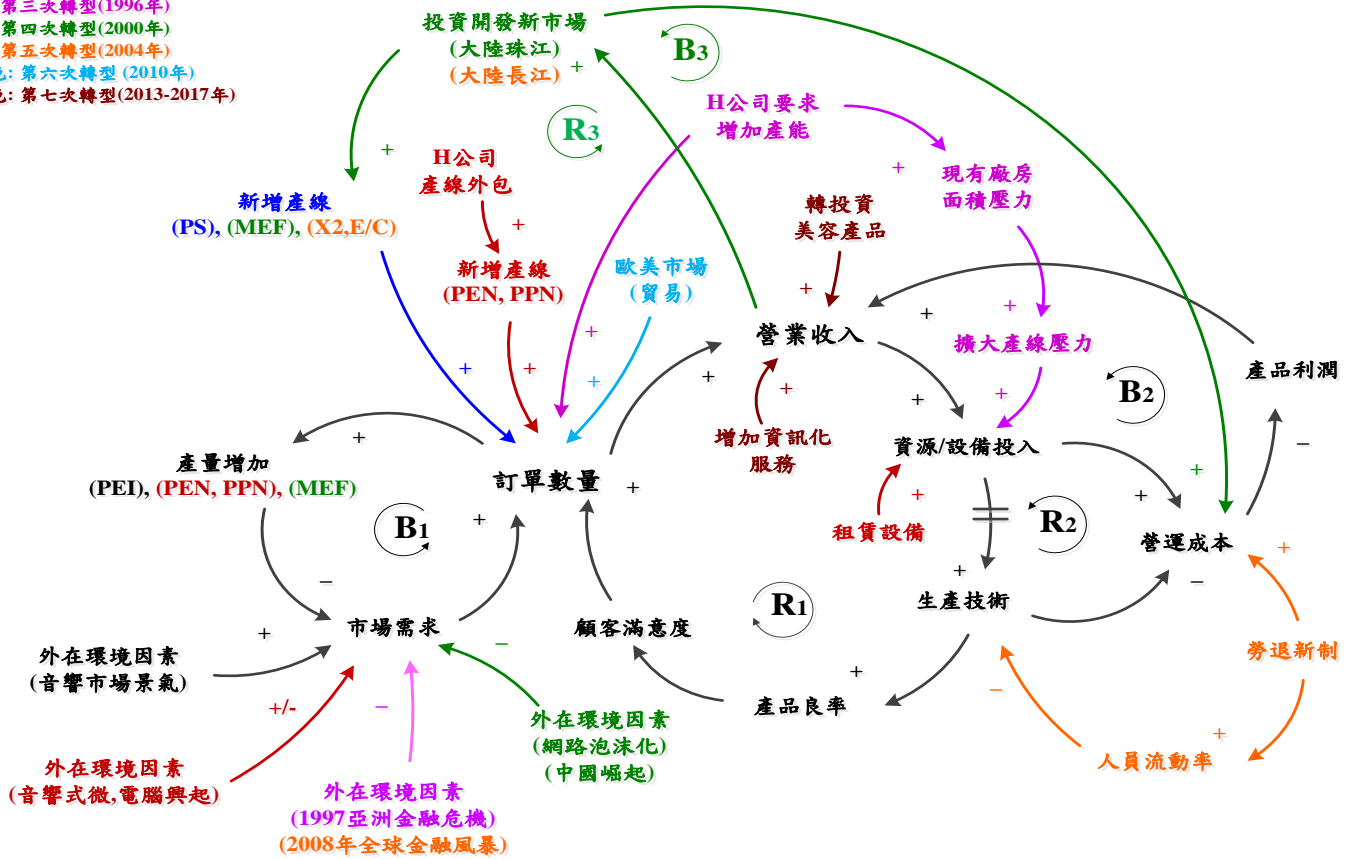 第三次轉型(1996年)
第四次轉型(2000年)
第五次轉型(2004年)
: 第六次轉型 (2010年)
: 第七次轉型(2013-2017年)
投資開發新市場
(大陸珠江)
(大陸長江)
+
B3
R3
H公司要求
增加產能
+
現有廠房
面積壓力
+
H公司
產線外包
+
新增產線
(PS), (MEF), (X2,E/C)
轉投資
美容產品
+
新增產線
(PEN, PPN)
歐美市場
(貿易)
+
+
營業收入
+
擴大產線壓力
產品利潤
+
+
+
+
+
+
+
+
B2
−
增加資訊化
服務
資源/設備投入
+
產量增加
(PEI), (PEN, PPN), (MEF)
訂單數量
+
+
+
+
B1
+
租賃設備
R2
營運成本
+
−
+
−
生產技術
R1
+
市場需求
顧客滿意度
−
勞退新制
外在環境因素
(音響市場景氣)
+
−
+/-
−
產品良率
外在環境因素
(網路泡沫化)
(中國崛起)
+
人員流動率
外在環境因素
(音響式微,電腦興起)
外在環境因素
(1997亞洲金融危機)
(2008年全球金融風暴)